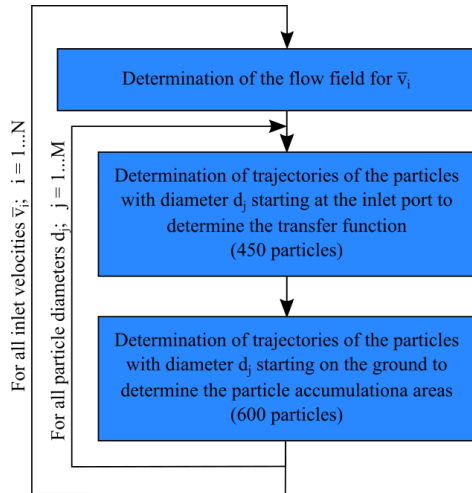 Determination of the flow field for v̅ᵢ
Determination of trajectories of the particles
with diameter dⱼ starting at the inlet port to
determine the transfer function
(450 particles)
Determination of trajectories of the particles
with diameter dⱼ starting on the ground to
determine the particle accumulationa areas
(600 particles)
For all inlet velocities v̅ᵢ; i = 1...N
For all particle diameters dⱼ; j = 1...M